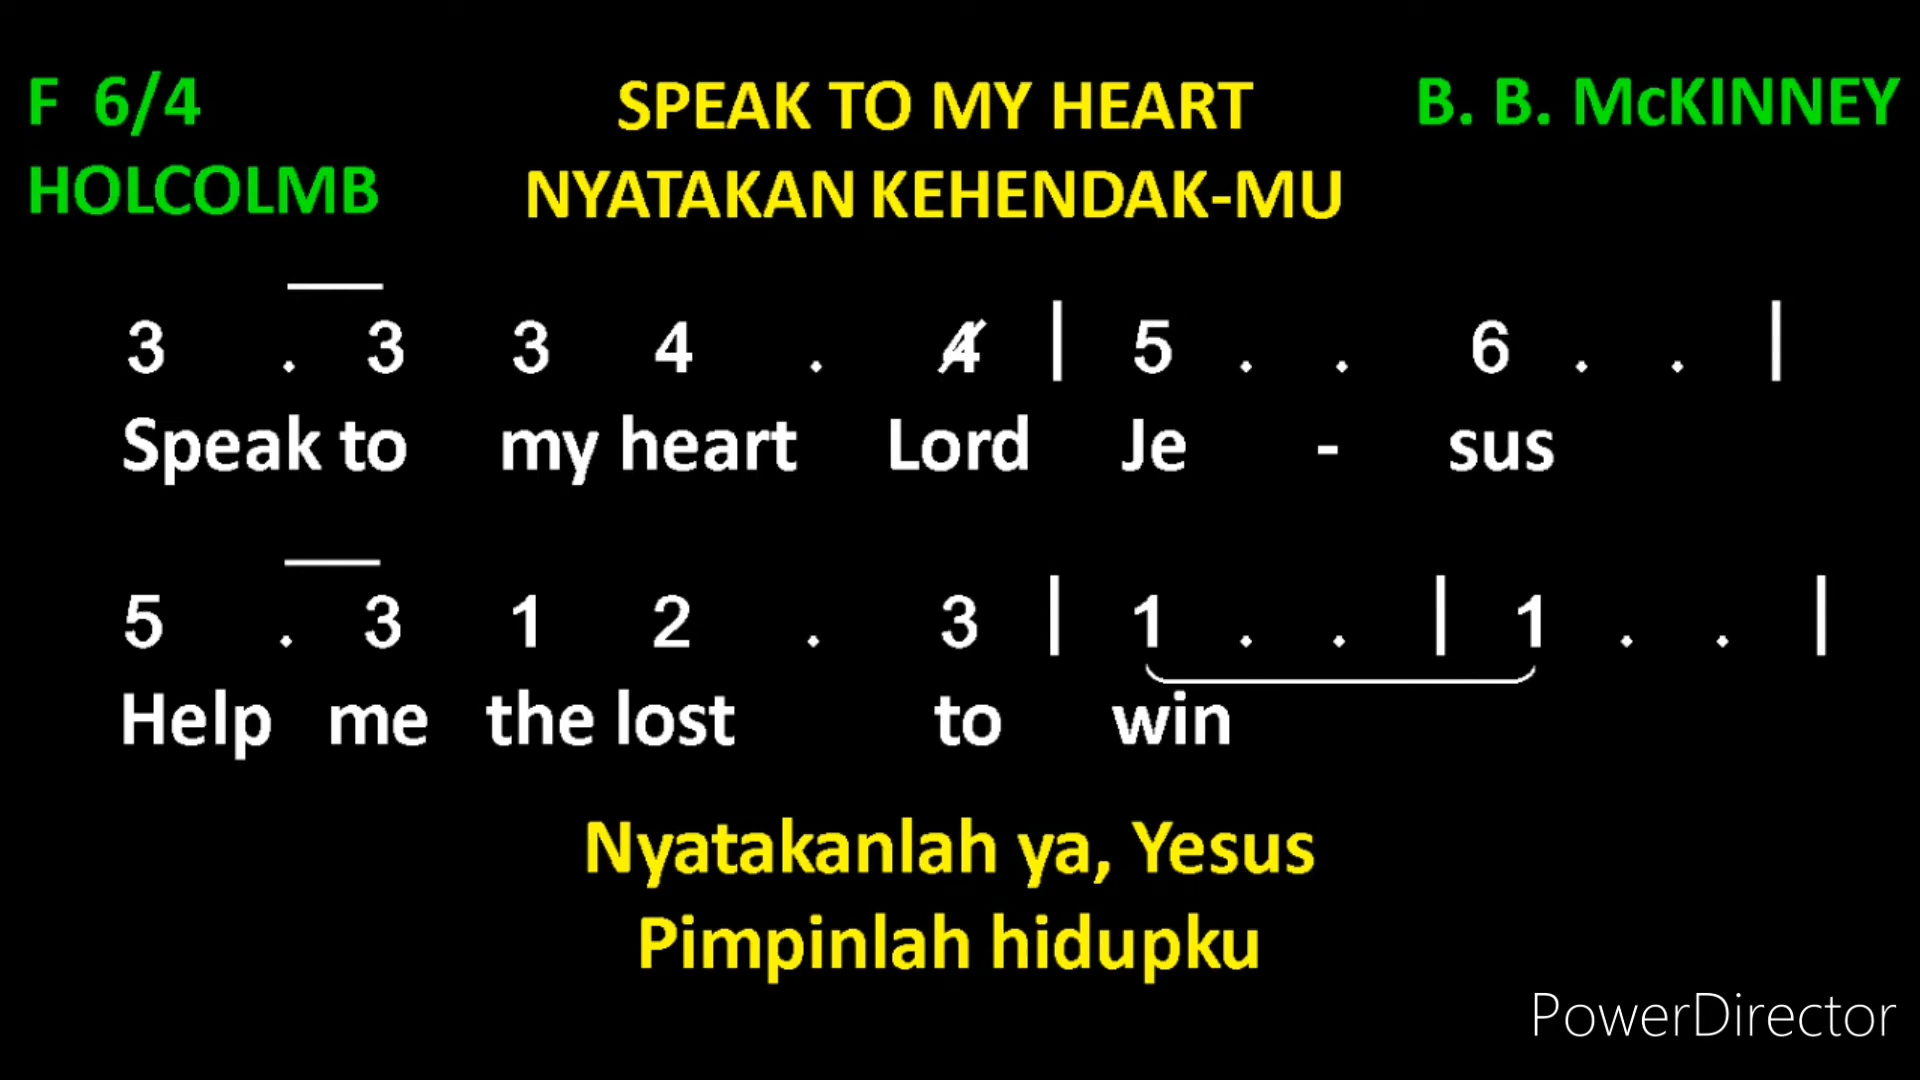 F 6/4
SPEAK TO MY HEART
B. B. McKINNEY
HOLCOLMB
NYATAKAN KEHENDAK-MU
3 . 3 3 4 . 4̸ | 5 . . 6 . . |
Speak to my heart Lord Je - sus
5 . 3 1 2 . 3 | 1 . . | 1 . . |
Help me the lost to win
Nyatakanlah ya, Yesus
Pimpinlah hidupku
PowerDirector